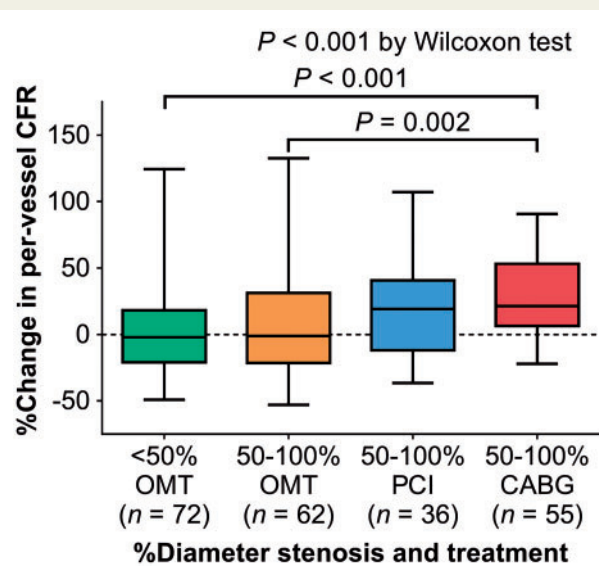 P < 0.001 by Wilcoxon test
P < 0.001
P = 0.002
%Change in per-vessel CFR
150
100
50
0
-50
<50% 50-100% 50-100% 50-100%
OMT OMT PCI CABG
(n = 72) (n = 62) (n = 36) (n = 55)
%Diameter stenosis and treatment